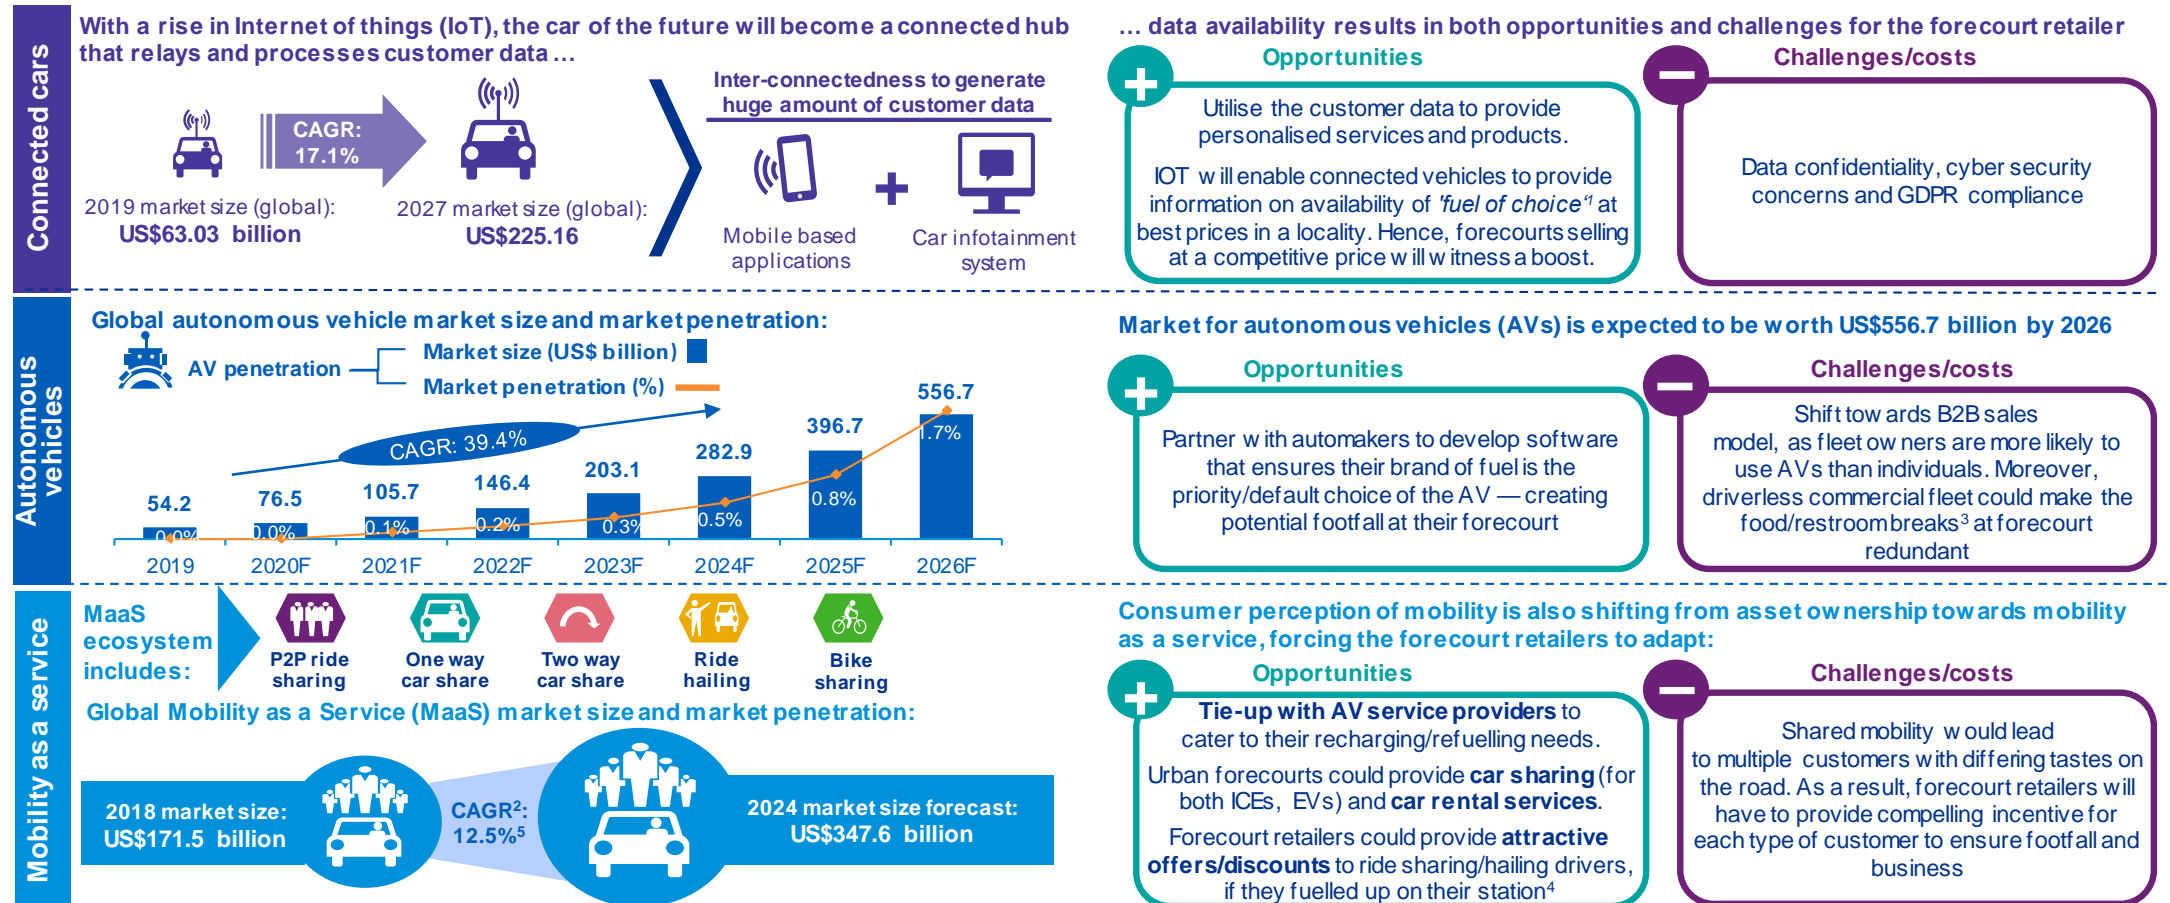 Connected cars
With a rise in Internet of things (IoT), the car of the future will become a connected hub
that relays and processes customer data …
CAGR:
17.1%
2019 market size (global):
US$63.03 billion
2027 market size (global):
US$225.16
Inter-connectedness to generate
huge amount of customer data
Mobile based
applications
Car infotainment
system
… data availability results in both opportunities and challenges for the forecourt retailer
Opportunities
Utilise the customer data to provide
personalised services and products.
IOT will enable connected vehicles to provide
information on availability of 'fuel of choice'¹ at
best prices in a locality. Hence, forecourts selling
at a competitive price will witness a boost.
Challenges/costs
Data confidentiality, cyber security
concerns and GDPR compliance
Autonomous
vehicles
Global autonomous vehicle market size and market penetration:
AV penetration
Market size (US$ billion)
Market penetration (%)
CAGR: 39.4%
54.2
76.5
105.7
146.4
203.1
282.9
396.7
556.7
0.0%
0.0%
0.1%
0.2%
0.3%
0.5%
0.8%
1.7%
2019
2020F
2021F
2022F
2023F
2024F
2025F
2026F
Market for autonomous vehicles (AVs) is expected to be worth US$556.7 billion by 2026
Opportunities
Partner with automakers to develop software
that ensures their brand of fuel is the
priority/default choice of the AV — creating
potential footfall at their forecourt
Challenges/costs
Shift towards B2B sales
model, as fleet owners are more likely to
use AVs than individuals. Moreover,
driverless commercial fleet could make the
food/restroom breaks³ at forecourt
redundant
Mobility as a service
MaaS
ecosystem
includes:
P2P ride
sharing
One way
car share
Two way
car share
Ride
hailing
Bike
sharing
Global Mobility as a Service (MaaS) market size and market penetration:
2018 market size:
US$171.5 billion
CAGR²:
12.5%⁵
2024 market size forecast:
US$347.6 billion
Consumer perception of mobility is also shifting from asset ownership towards mobility
as a service, forcing the forecourt retailers to adapt:
Opportunities
Tie-up with AV service providers to
cater to their recharging/refuelling needs.
Urban forecourts could provide car sharing (for
both ICEs, EVs) and car rental services.
Forecourt retailers could provide attractive
offers/discounts to ride sharing/hailing drivers,
if they fuelled up on their station⁴
Challenges/costs
Shared mobility would lead
to multiple customers with differing tastes on
the road. As a result, forecourt retailers will
have to provide compelling incentive for
each type of customer to ensure footfall and
business